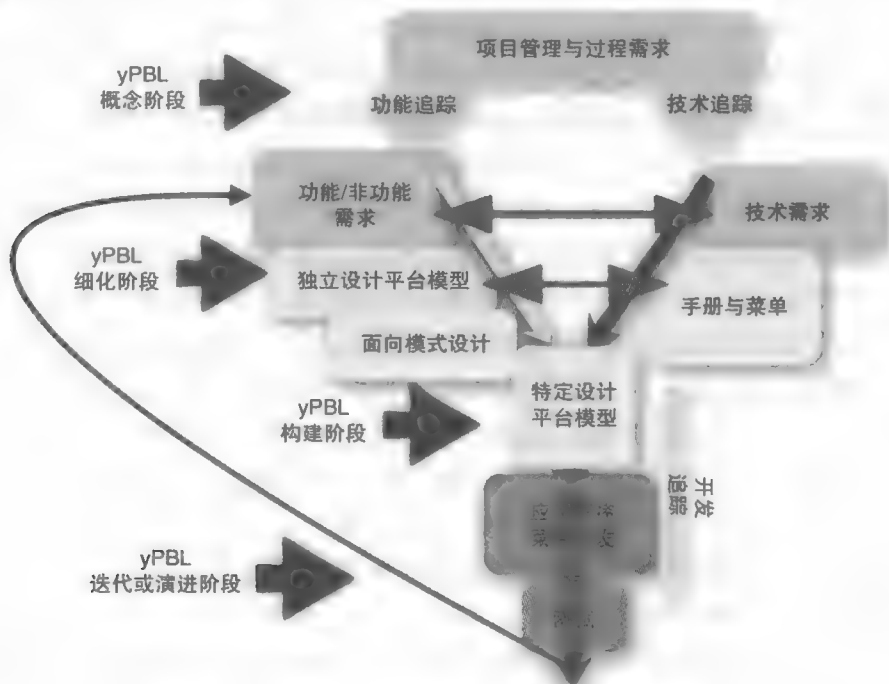 项目管理与过程需求
yPBL
概念阶段
功能追踪
技术追踪
功能/非功能
需求
技术需求
yPBL
细化阶段
独立设计平台模型
手册与菜单
面向模式设计
特定设计
平台模型
yPBL
构建阶段
开发
追踪
yPBL
迭代或演进阶段